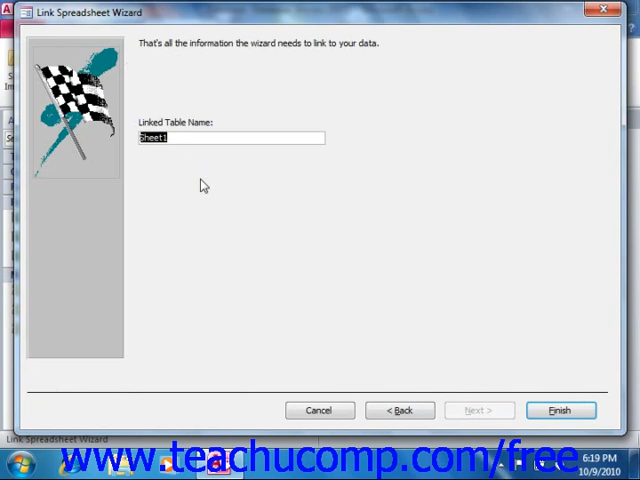 Link Spreadsheet Wizard
That's all the information the wizard needs to link to your data.
Linked Table Name:
Sheet1
Cancel
< Back
Next >
Finish
Link Spreadsheet Wizard
www.teachucomp.com/free
6:19 PM
10/9/2010